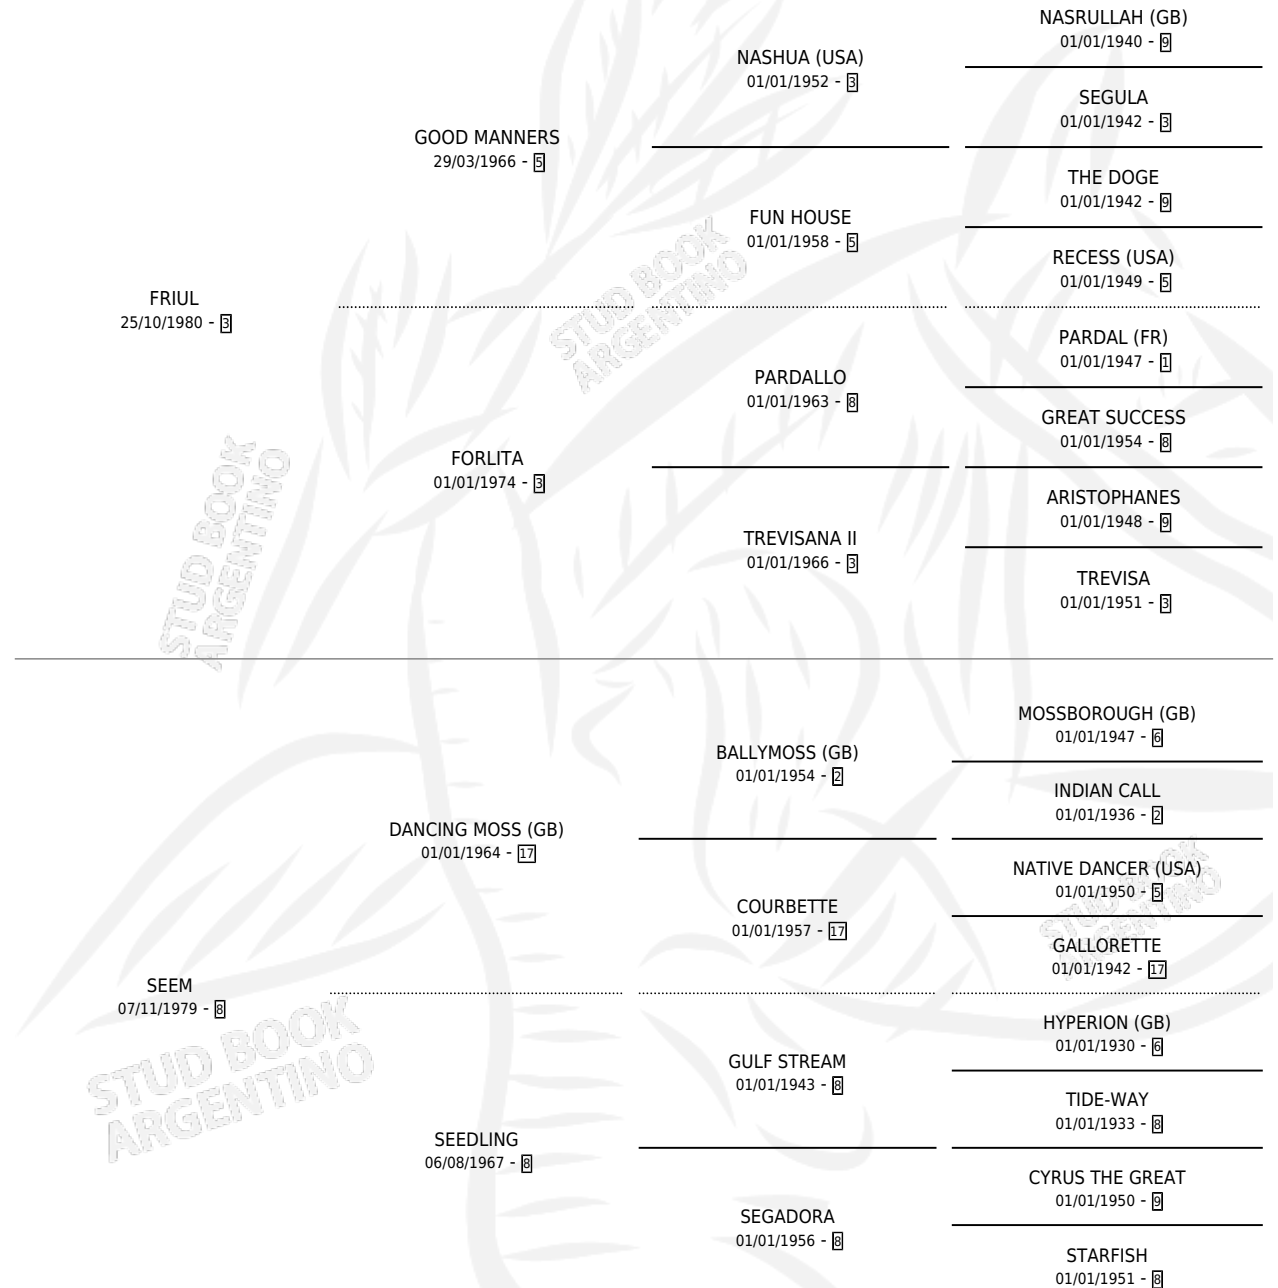 NASRULLAH (GB)
01/01/1940 - 9
NASHUA (USA)
01/01/1952 - 3
SEGULA
01/01/1942 - 3
GOOD MANNERS
29/03/1966 - 5
THE DOGE
01/01/1942 - 9
FUN HOUSE
01/01/1958 - 5
RECESS (USA)
01/01/1949 - 5
FRIUL
25/10/1980 - 3
STUD BOOK
ARGENTINO
PARDAL (FR)
01/01/1947 - 1
PARDALLO
01/01/1963 - 8
GREAT SUCCESS
01/01/1954 - 8
FORLITA
01/01/1974 - 3
ARISTOPHANES
01/01/1948 - 9
TREVISANA II
01/01/1966 - 3
TREVISA
01/01/1951 - 3
STUD BOOK
ARGENTINO
MOSSBOROUGH (GB)
01/01/1947 - 6
BALLYMOSS (GB)
01/01/1954 - 2
INDIAN CALL
01/01/1936 - 2
DANCING MOSS (GB)
01/01/1964 - 17
NATIVE DANCER (USA)
01/01/1950 - 5
COURBETTE
01/01/1957 - 17
GALLORETTE
01/01/1942 - 17
STUD BOOK
ARGENTINO
SEEM
07/11/1979 - 8
HYPERION (GB)
01/01/1930 - 6
GULF STREAM
01/01/1943 - 8
TIDE-WAY
01/01/1933 - 8
STUD BOOK
ARGENTINO
SEEDLING
06/08/1967 - 8
CYRUS THE GREAT
01/01/1950 - 9
SEGADORA
01/01/1956 - 8
STARFISH
01/01/1951 - 8